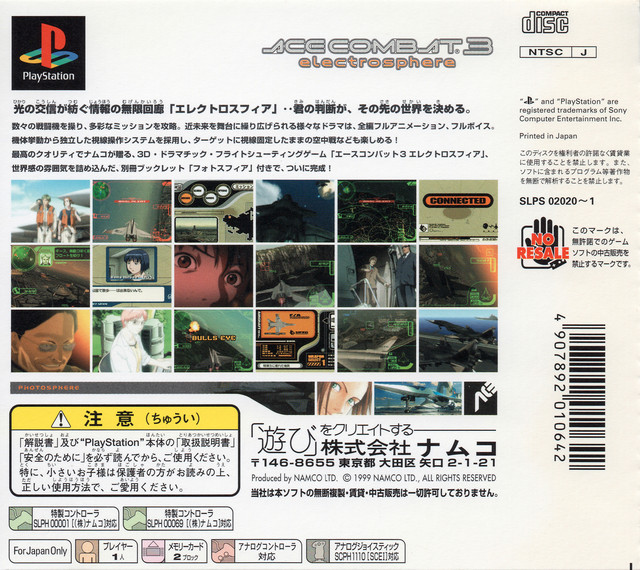 PlayStation
ACE COMBAT® 3
electrosphere
光の交信が紡ぐ情報の無限回廊「エレクトロスフィア」‥君の判断が、その先の世界を決める。
数々の戦闘機を操り、多彩なミッションを攻略。近未来を舞台に繰り広げられる様々なドラマは、全編フルアニメーション、フルボイス。
機体挙動から独立した視線操作システムを採用し、ターゲットに視線固定したままの空中戦なども楽しめる!
最高のクオリティでナムコが贈る、3D・ドラマチック・フライトシューティングゲーム「エースコンバット3 エレクトロスフィア」、
世界感の雰囲気を詰め込んだ、別冊ブックレット「フォトスフィア」付きで、ついに完成!
CONNECTED
BULLS EYE
PHOTOSPHERE
注意(ちゅうい)
「解説書」及び"PlayStation"本体の「取扱説明書」
「安全のために」を必ず読んでから、ご使用ください。
特に、小さいお子様は保護者の方がお読みの上、
正しい使用方法で、ご愛用ください。
「遊び」をクリエイトする
株式会社ナムコ
〒146-8655 東京都 大田区 矢口 2-1-21
Produced by NAMCO LTD. © 1999 NAMCO LTD., ALL RIGHTS RESERVED
当社は本ソフトの無断複製・賃貸・中古販売は一切許可しておりません。
特製コントローラ
SLPH 00001 [(株)ナムコ]対応
特製コントローラ
SLPH 00069 [(株)ナムコ]対応
For Japan Only
プレイヤー
1人
メモリーカード
2ブロック
アナログコントローラ
対応
アナログジョイスティック
SCPH1110 [SCEI]対応
COMPACT
disc
NTSC J
" " and "PlayStation" are
registered trademarks of Sony
Computer Entertainment Inc.
Printed in Japan
このディスクを権利者の許諾なく賃貸業
に使用することを禁じます。また、
ソフトに含まれるプログラム等著作物
を無断で解析することも禁じます。
SLPS 02020〜1
NO
RESALE
このマークは、
無許諾でのゲーム
ソフトの中古販売を
禁止するマークです。
4907892010642